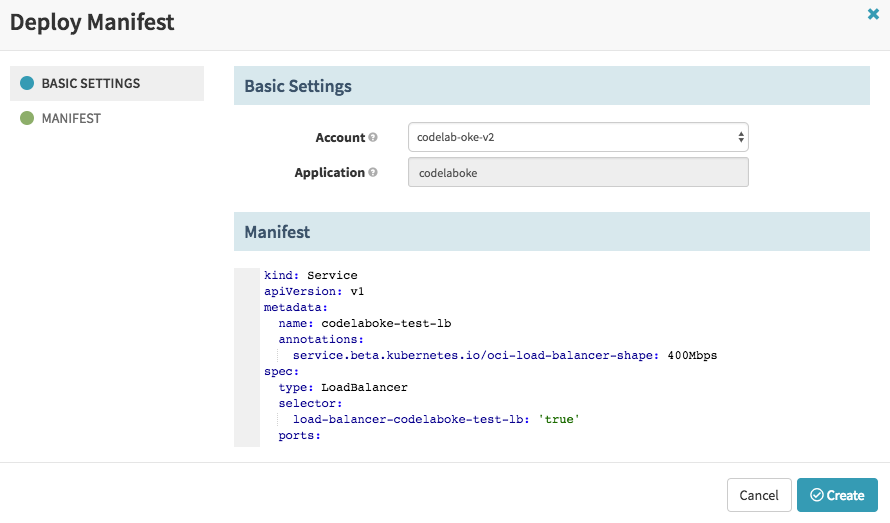 Deploy Manifest
BASIC SETTINGS
MANIFEST
Basic Settings
Account
codelab-oke-v2
Application
codelaboke
Manifest
kind: Service
apiVersion: v1
metadata:
  name: codelaboke-test-lb
  annotations:
    service.beta.kubernetes.io/oci-load-balancer-shape: 400Mbps
spec:
  type: LoadBalancer
  selector:
    load-balancer-codelaboke-test-lb: 'true'
  ports:
Cancel
Create